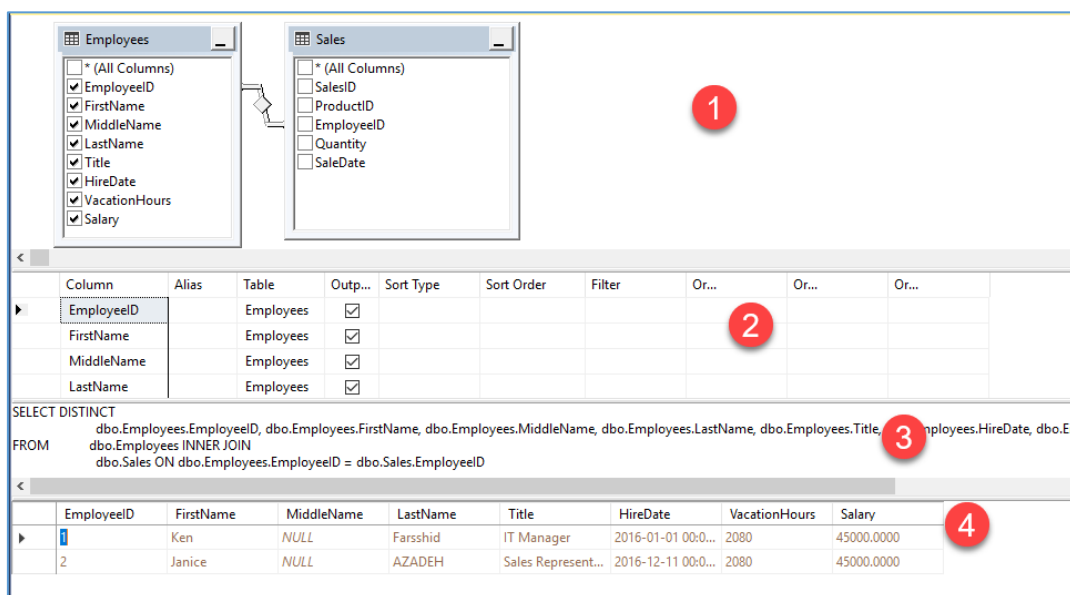 Employees
* (All Columns)
EmployeeID
FirstName
MiddleName
LastName
Title
HireDate
VacationHours
Salary
Sales
* (All Columns)
SalesID
ProductID
EmployeeID
Quantity
SaleDate
1
Column Alias Table Outp... Sort Type Sort Order Filter Or... Or... Or...
EmployeeID Employees
FirstName Employees
MiddleName Employees
LastName Employees
2
SELECT DISTINCT
dbo.Employees.EmployeeID, dbo.Employees.FirstName, dbo.Employees.MiddleName, dbo.Employees.LastName, dbo.Employees.Title, mployees.HireDate, dbo.E
FROM dbo.Employees INNER JOIN
dbo.Sales ON dbo.Employees.EmployeeID = dbo.Sales.EmployeeID
3
EmployeeID FirstName MiddleName LastName Title HireDate VacationHours Salary
1 Ken NULL Farsshid IT Manager 2016-01-01 00:0... 2080 45000.0000
2 Janice NULL AZADEH Sales Represent... 2016-12-11 00:0... 2080 45000.0000
4